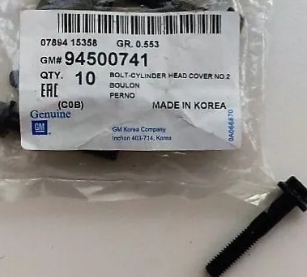 07894 15358 GR. 0.553
GM# 94500741
QTY. 10 BOLT-CYLINDER HEAD COVER NO.2
BOULON
EAC PERNO
(C0B) MADE IN KOREA
Genuine
GM
GM Korea Company
Incheon 403-714, Korea
0A066870